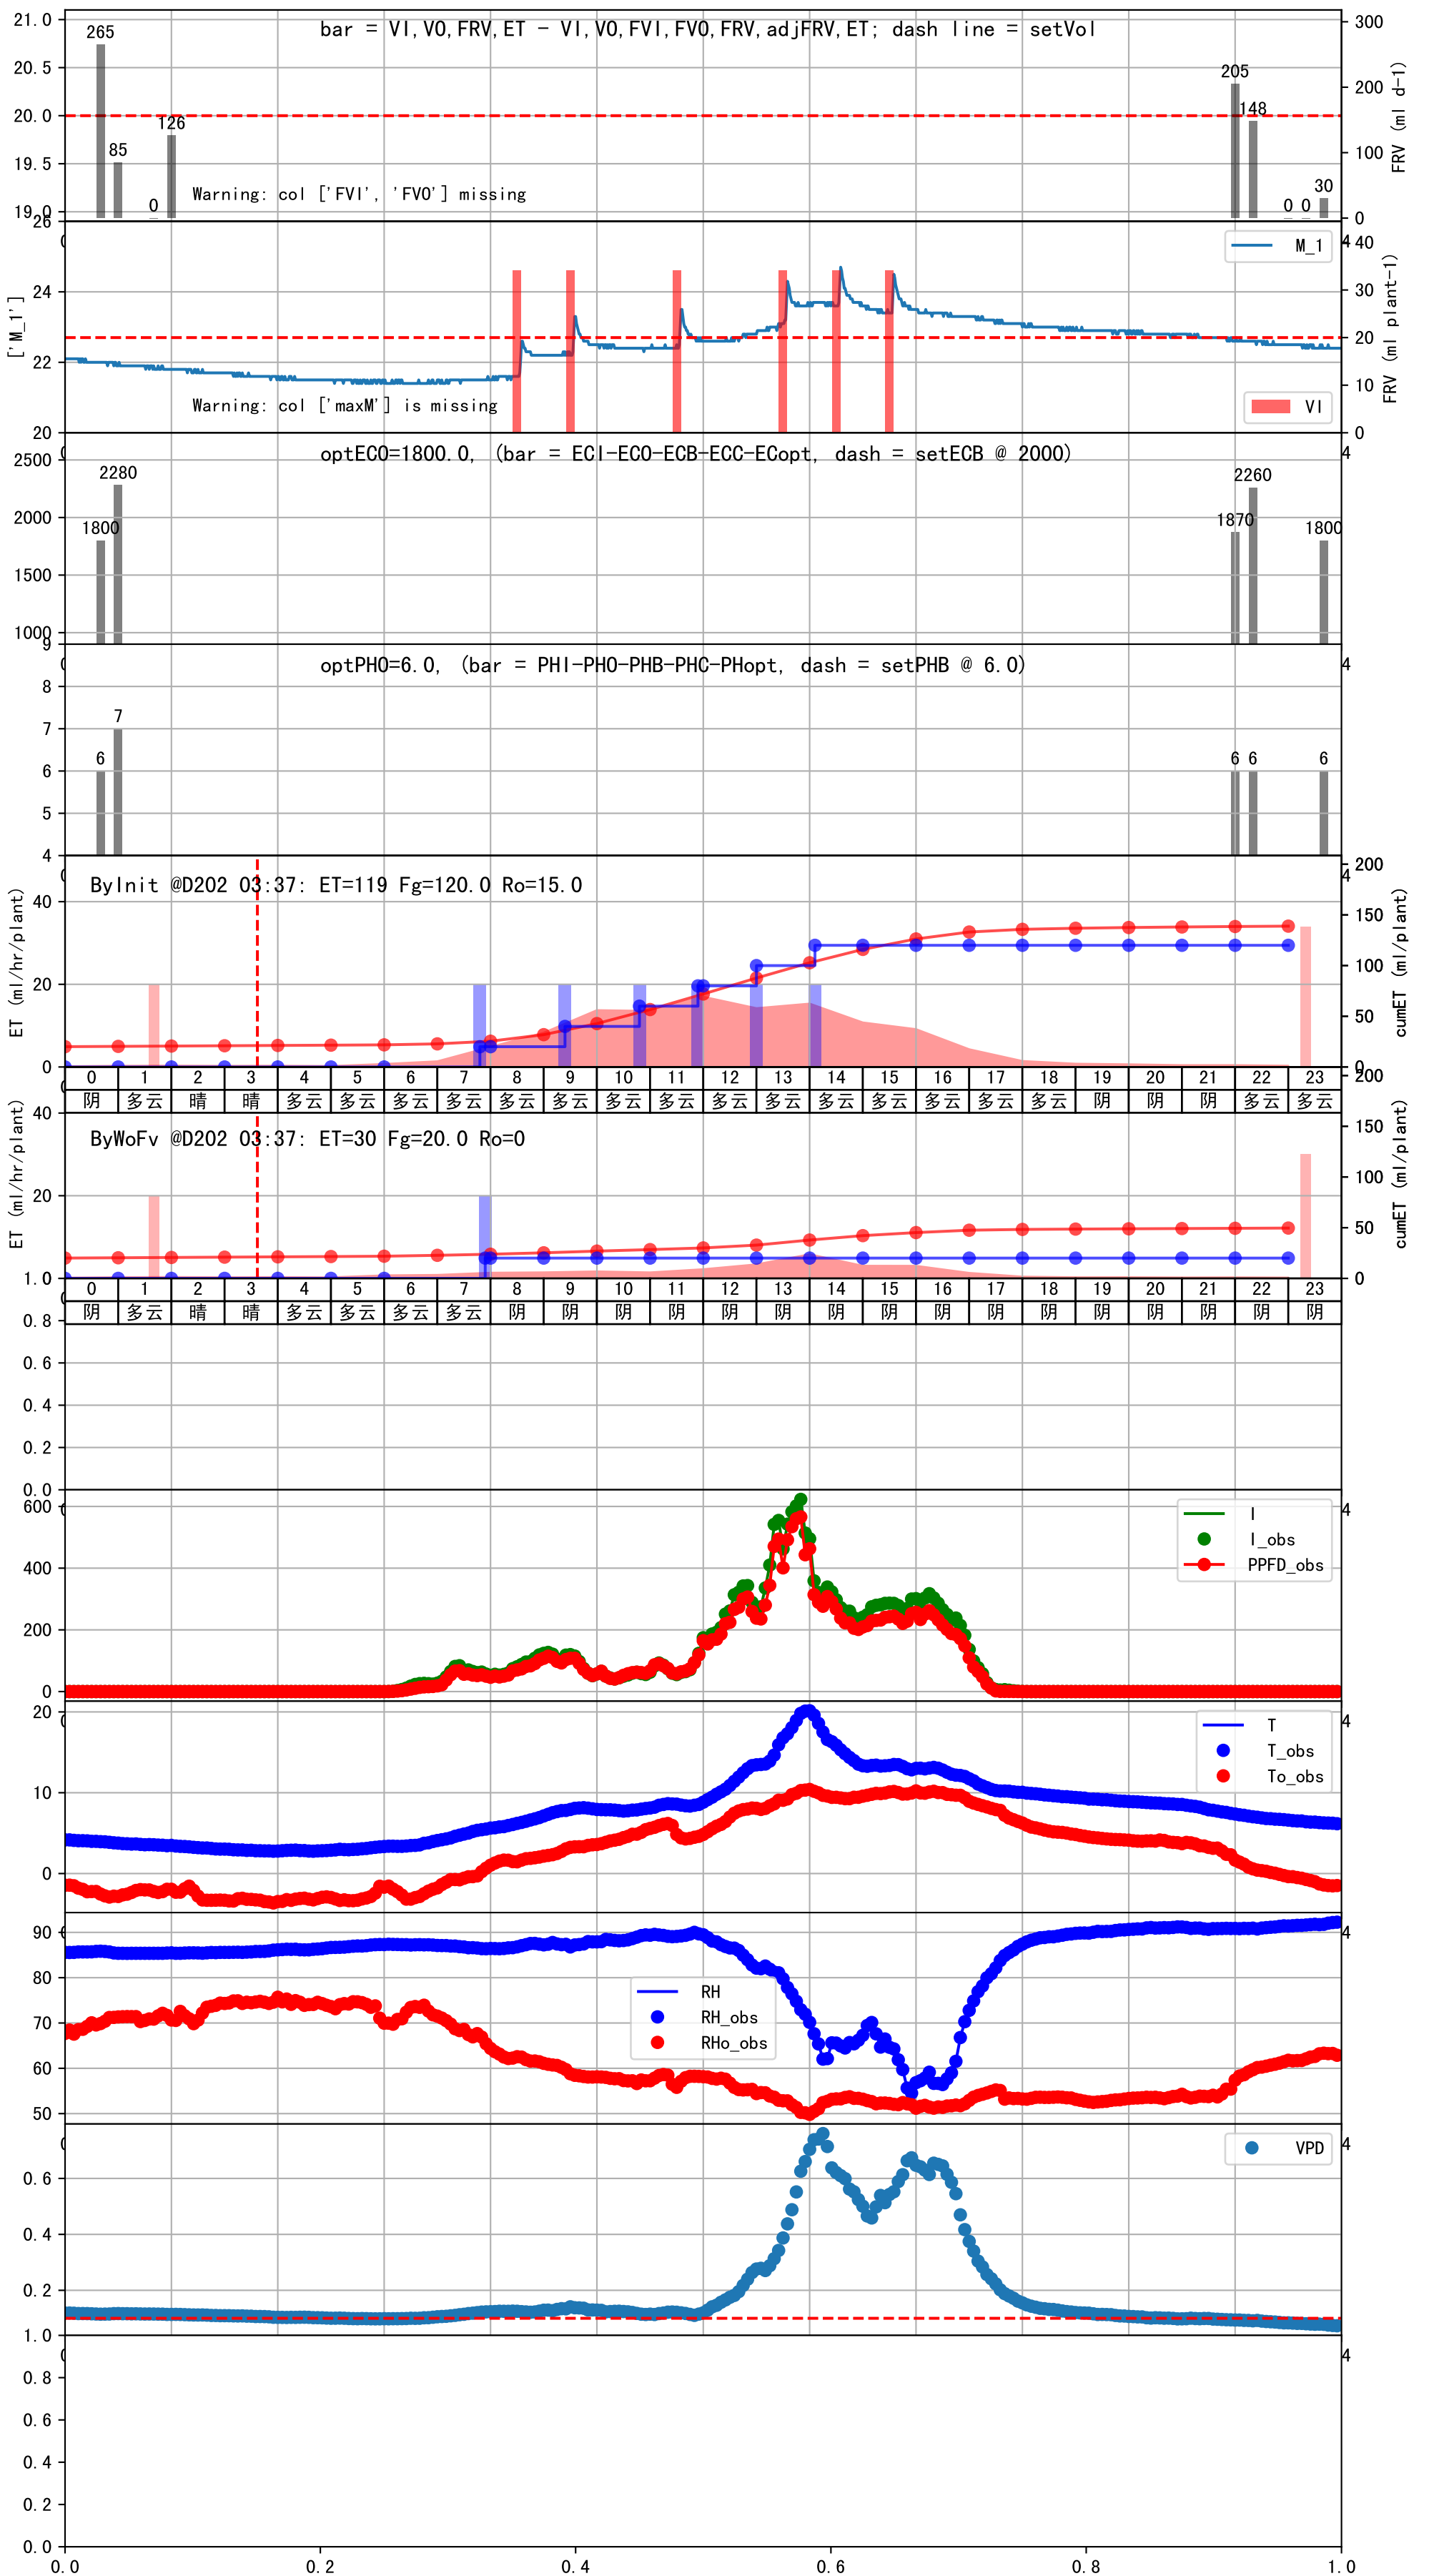 bar = VI,VO,FRV,ET - VI,VO,FVI,FVO,FRV,adjFRV,ET; dash line = setVol
21.0
20.5
20.0
19.5
19.0
300
200
100
0
FRV (ml d-1)
265
85
0
126
205
148
0
0
30
Warning: col ['FVI', 'FVO'] missing
26
24
22
20
['M_1']
M_1
40
30
20
10
0
FRV (ml plant-1)
VI
Warning: col ['maxM'] is missing
optECO=1800.0, (bar = ECI-ECO-ECB-ECC-ECopt, dash = setECB @ 2000)
2500
2000
1500
1000
1800
2280
1870
2260
1800
optPHO=6.0, (bar = PHI-PHO-PHB-PHC-PHopt, dash = setPHB @ 6.0)
9
8
7
6
5
4
6
7
6
6
6
ByInit @D202 03:37: ET=119 Fg=120.0 Ro=15.0
40
20
0
ET (ml/hr/plant)
200
150
100
50
0
cumET (ml/plant)
0 1 2 3 4 5 6 7 8 9 10 11 12 13 14 15 16 17 18 19 20 21 22 23
阴 多云 晴 晴 多云 多云 多云 多云 多云 多云 多云 多云 多云 多云 多云 多云 多云 多云 多云 阴 阴 阴 多云 多云
ByWoFv @D202 03:37: ET=30 Fg=20.0 Ro=0
40
20
ET (ml/hr/plant)
200
150
100
50
0
cumET (ml/plant)
0 1 2 3 4 5 6 7 8 9 10 11 12 13 14 15 16 17 18 19 20 21 22 23
阴 多云 晴 晴 多云 多云 多云 多云 阴 阴 阴 阴 阴 阴 阴 阴 阴 阴 阴 阴 阴 阴 多云 阴
1.0
0.8
0.6
0.4
0.2
0.0
600
400
200
0
I
I_obs
PPFD_obs
20
10
0
T
T_obs
To_obs
90
80
70
60
50
RH
RH_obs
RHo_obs
0.6
0.4
0.2
VPD
1.0
0.8
0.6
0.4
0.2
0.0
0.0 0.2 0.4 0.6 0.8 1.0